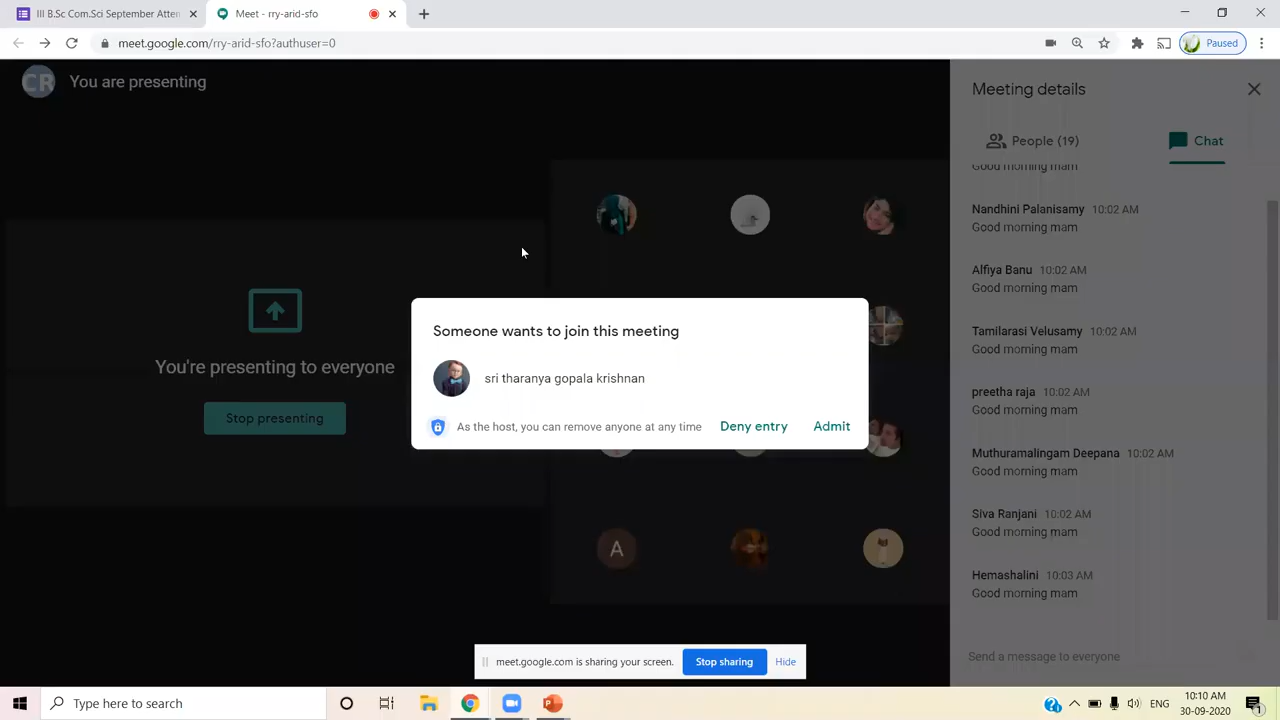 III B.Sc Com.Sci September Atten
Meet - rry-arid-sfo
meet.google.com/rry-arid-sfo?authuser=0
Paused
CR
You are presenting
Meeting details
People (19)
Chat
Good morning mam
Nandhini Palanisamy 10:02 AM
Good morning mam
Alfiya Banu 10:02 AM
Good morning mam
Tamilarasi Velusamy 10:02 AM
Good morning mam
preetha raja 10:02 AM
Good morning mam
Muthuramalingam Deepana 10:02 AM
Good morning mam
Siva Ranjani 10:02 AM
Good morning mam
Hemashalini 10:03 AM
Good morning mam
Send a message to everyone
You're presenting to everyone
Stop presenting
Someone wants to join this meeting
sri tharanya gopala krishnan
As the host, you can remove anyone at any time
Deny entry
Admit
A
meet.google.com is sharing your screen.
Stop sharing
Hide
Type here to search
ENG
10:10 AM
30-09-2020
1